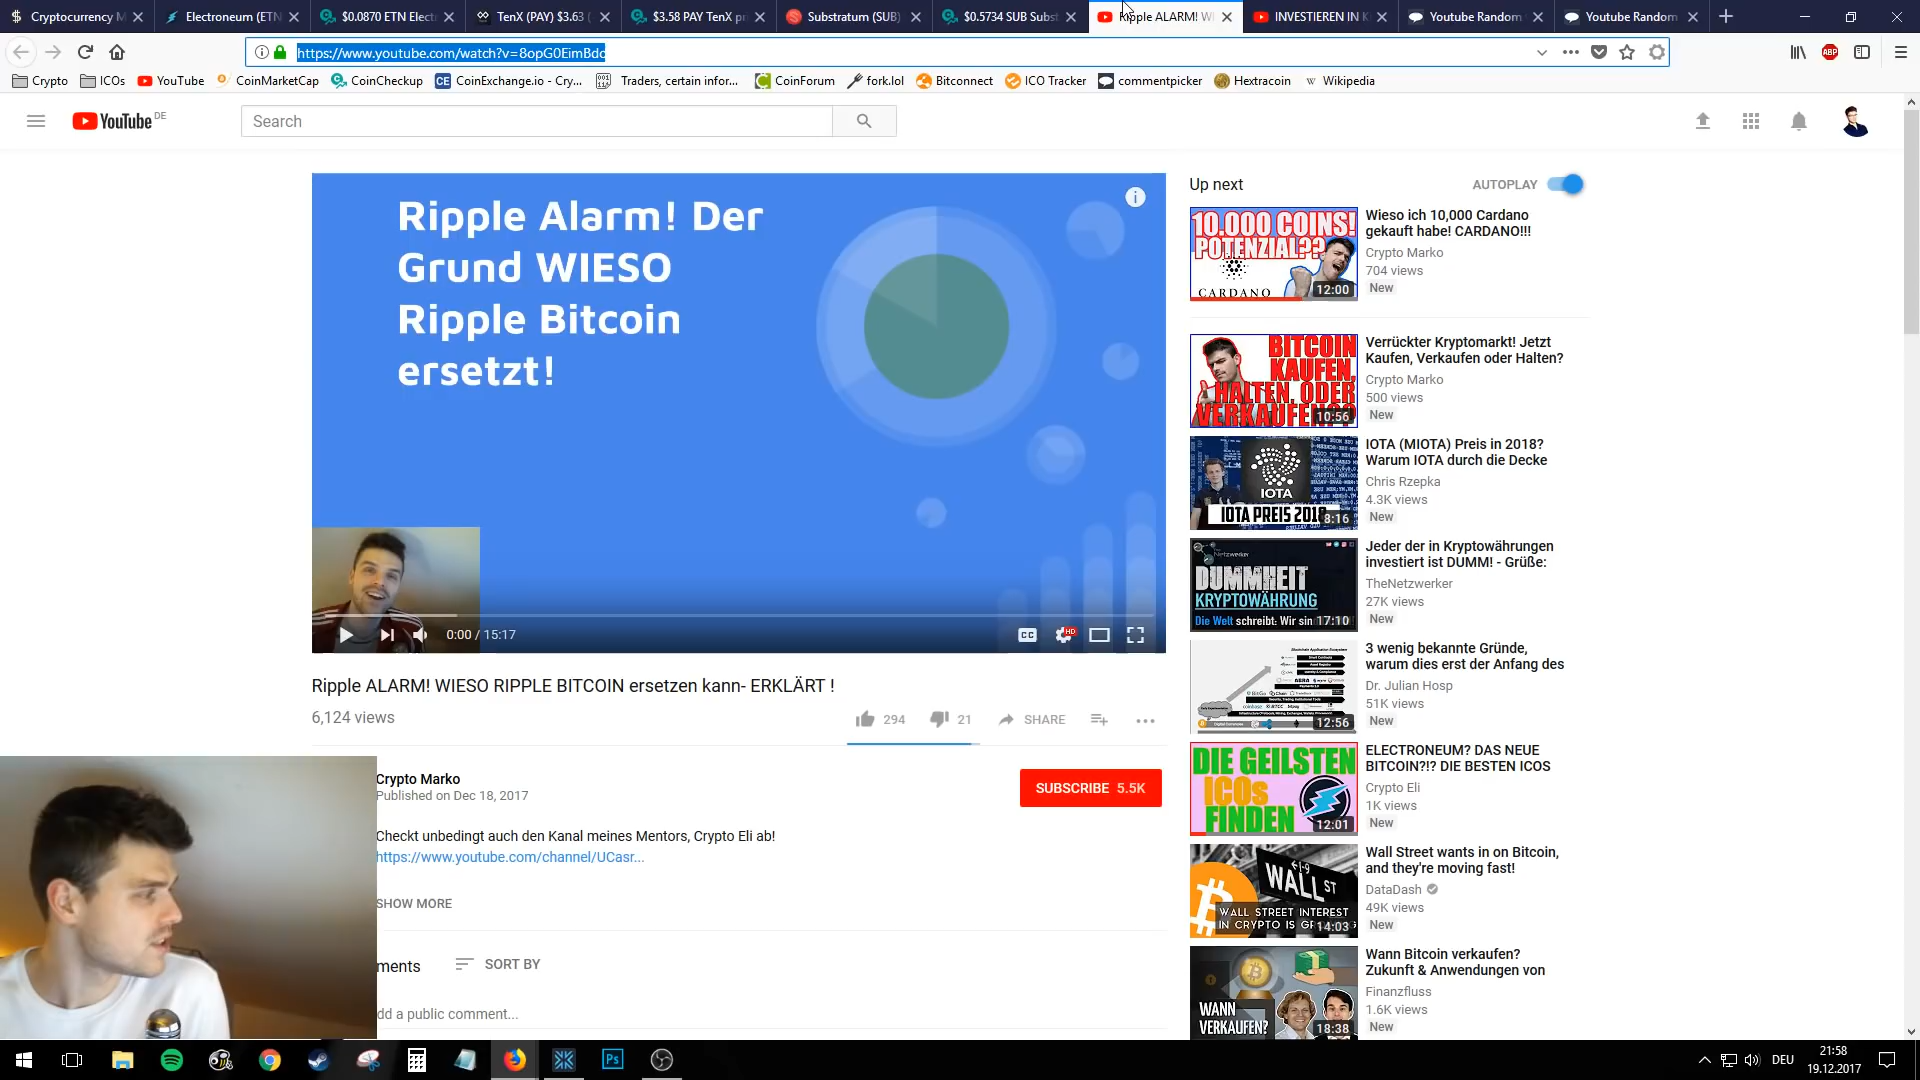 Cryptocurrency M
Electroneum (ETN
$0.0870 ETN Elect
TenX (PAY) $3.63 (
$3.58 PAY TenX p
Substratum (SUB)
$0.5734 SUB Subst
Ripple ALARM! WI
INVESTIEREN IN K
Youtube Random
Youtube Random
https://www.youtube.com/watch?v=8opG0EimBdo
Crypto
ICOs
YouTube
CoinMarketCap
CoinCheckup
CoinExchange.io - Cry...
Traders, certain infor...
CoinForum
fork.lol
Bitconnect
ICO Tracker
commentpicker
Hextracoin
Wikipedia
YouTube DE
Search
Ripple Alarm! Der
Grund WIESO
Ripple Bitcoin
ersetzt!
0:00 / 15:17
CC
HD
Ripple ALARM! WIESO RIPPLE BITCOIN ersetzen kann- ERKLÄRT !
6,124 views
294
21
SHARE
Crypto Marko
Published on Dec 18, 2017
SUBSCRIBE 5.5K
Checkt unbedingt auch den Kanal meines Mentors, Crypto Eli ab!
https://www.youtube.com/channel/UCasr...
SHOW MORE
ments
SORT BY
dd a public comment...
Up next
AUTOPLAY
10.000 COINS!
POTENZIAL??
CARDANO
12:00
Wieso ich 10,000 Cardano
gekauft habe! CARDANO!!!
Crypto Marko
704 views
New
BITCOIN
KAUFEN,
HALTEN, ODER
VERKAUFEN??
10:56
Verrückter Kryptomarkt! Jetzt
Kaufen, Verkaufen oder Halten?
Crypto Marko
500 views
New
IOTA
IOTA PREIS 2018
8:16
IOTA (MIOTA) Preis in 2018?
Warum IOTA durch die Decke
Chris Rzepka
4.3K views
New
Netzwerker
DUMMHEIT
KRYPTOWÄHRUNG
Die Welt schreibt: Wir sin
17:10
Jeder der in Kryptowährungen
investiert ist DUMM! - Grüße:
TheNetzwerker
27K views
New
12:56
3 wenig bekannte Gründe,
warum dies erst der Anfang des
Dr. Julian Hosp
51K views
New
DIE GEILSTEN
ICOs
FINDEN
12:01
ELECTRONEUM? DAS NEUE
BITCOIN?!? DIE BESTEN ICOS
Crypto Eli
1K views
New
WALL ST
WALL STREET INTEREST
IN CRYPTO IS GR
14:03
Wall Street wants in on Bitcoin,
and they're moving fast!
DataDash
49K views
New
WANN
VERKAUFEN?
18:38
Wann Bitcoin verkaufen?
Zukunft & Anwendungen von
Finanzfluss
1.6K views
New
Ps
DEU
21:58
19.12.2017